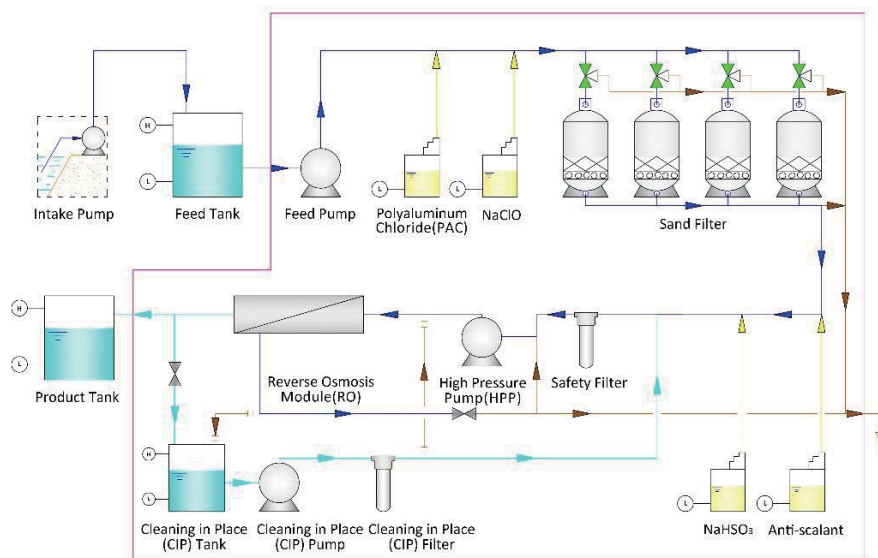 H
L
Intake Pump
Feed Tank
Feed Pump
L
Polyaluminum
Chloride(PAC)
L
NaClO
Sand Filter
H
L
Product Tank
Reverse Osmosis
Module(RO)
High Pressure
Pump(HPP)
Safety Filter
H
L
Cleaning in Place
(CIP) Tank
Cleaning in Place
(CIP) Pump
Cleaning in Place
(CIP) Filter
L
NaHSO₃
L
Anti-scalant